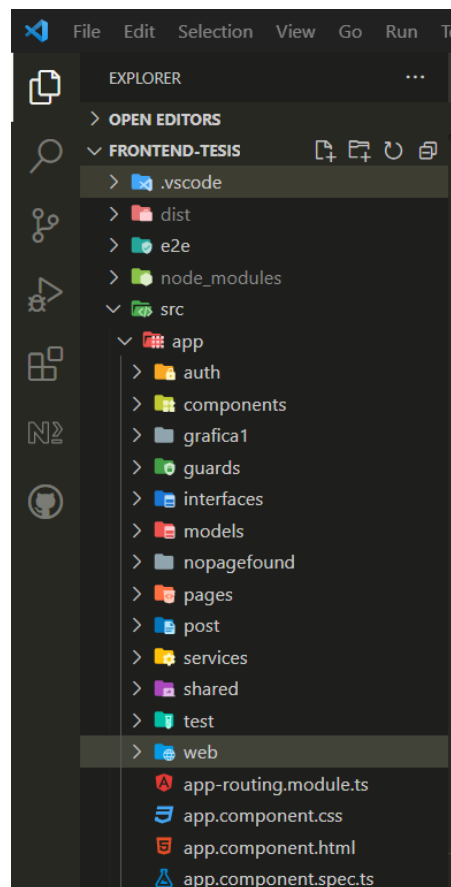 File Edit Selection View Go Run
EXPLORER
OPEN EDITORS
FRONTEND-TESIS
.vscode
dist
e2e
node_modules
src
app
auth
components
grafica1
guards
interfaces
models
nopagefound
pages
post
services
shared
test
web
app-routing.module.ts
app.component.css
app.component.html
app.component.spec.ts